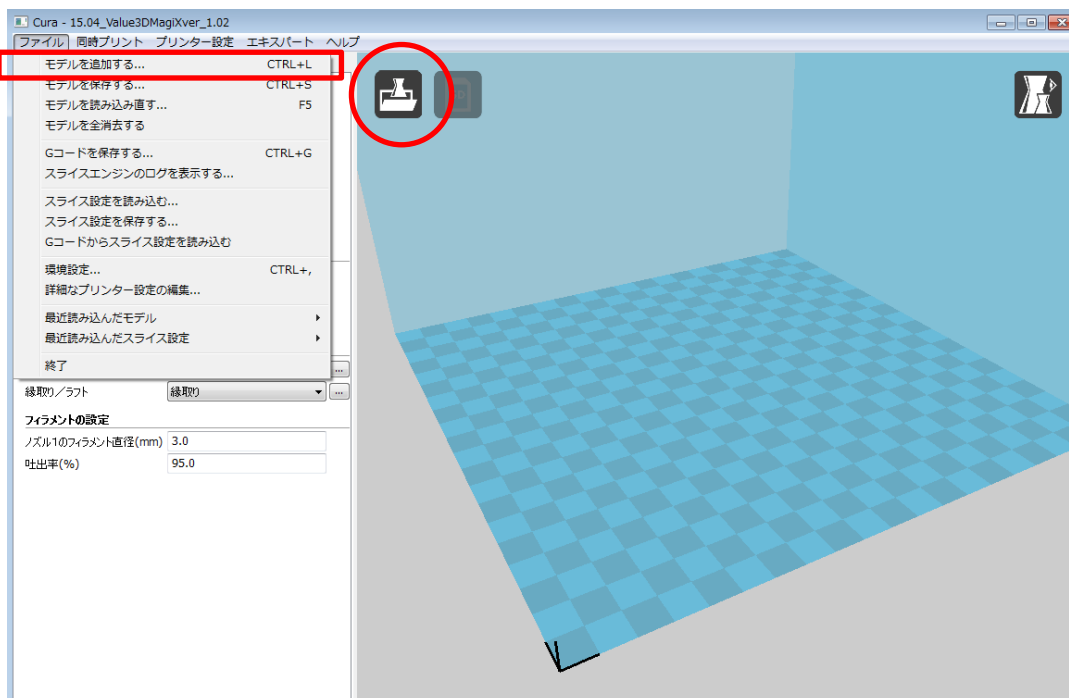 Cura - 15.04_Value3DMagiXver_1.02
ファイル 同時プリント プリンター設定 エキスパート ヘルプ
モデルを追加する... CTRL+L
モデルを保存する... CTRL+S
モデルを読み込み直す... F5
モデルを全消去する
Gコードを保存する... CTRL+G
スライスエンジンのログを表示する...
スライス設定を読み込む...
スライス設定を保存する...
Gコードからスライス設定を読み込む
環境設定... CTRL+,
詳細なプリンター設定の編集...
最近読み込んだモデル
最近読み込んだスライス設定
終了
...
縁取り/ラフト 縁取り ...
フィラメントの設定
ノズル1のフィラメント直径(mm) 3.0
吐出率(%) 95.0